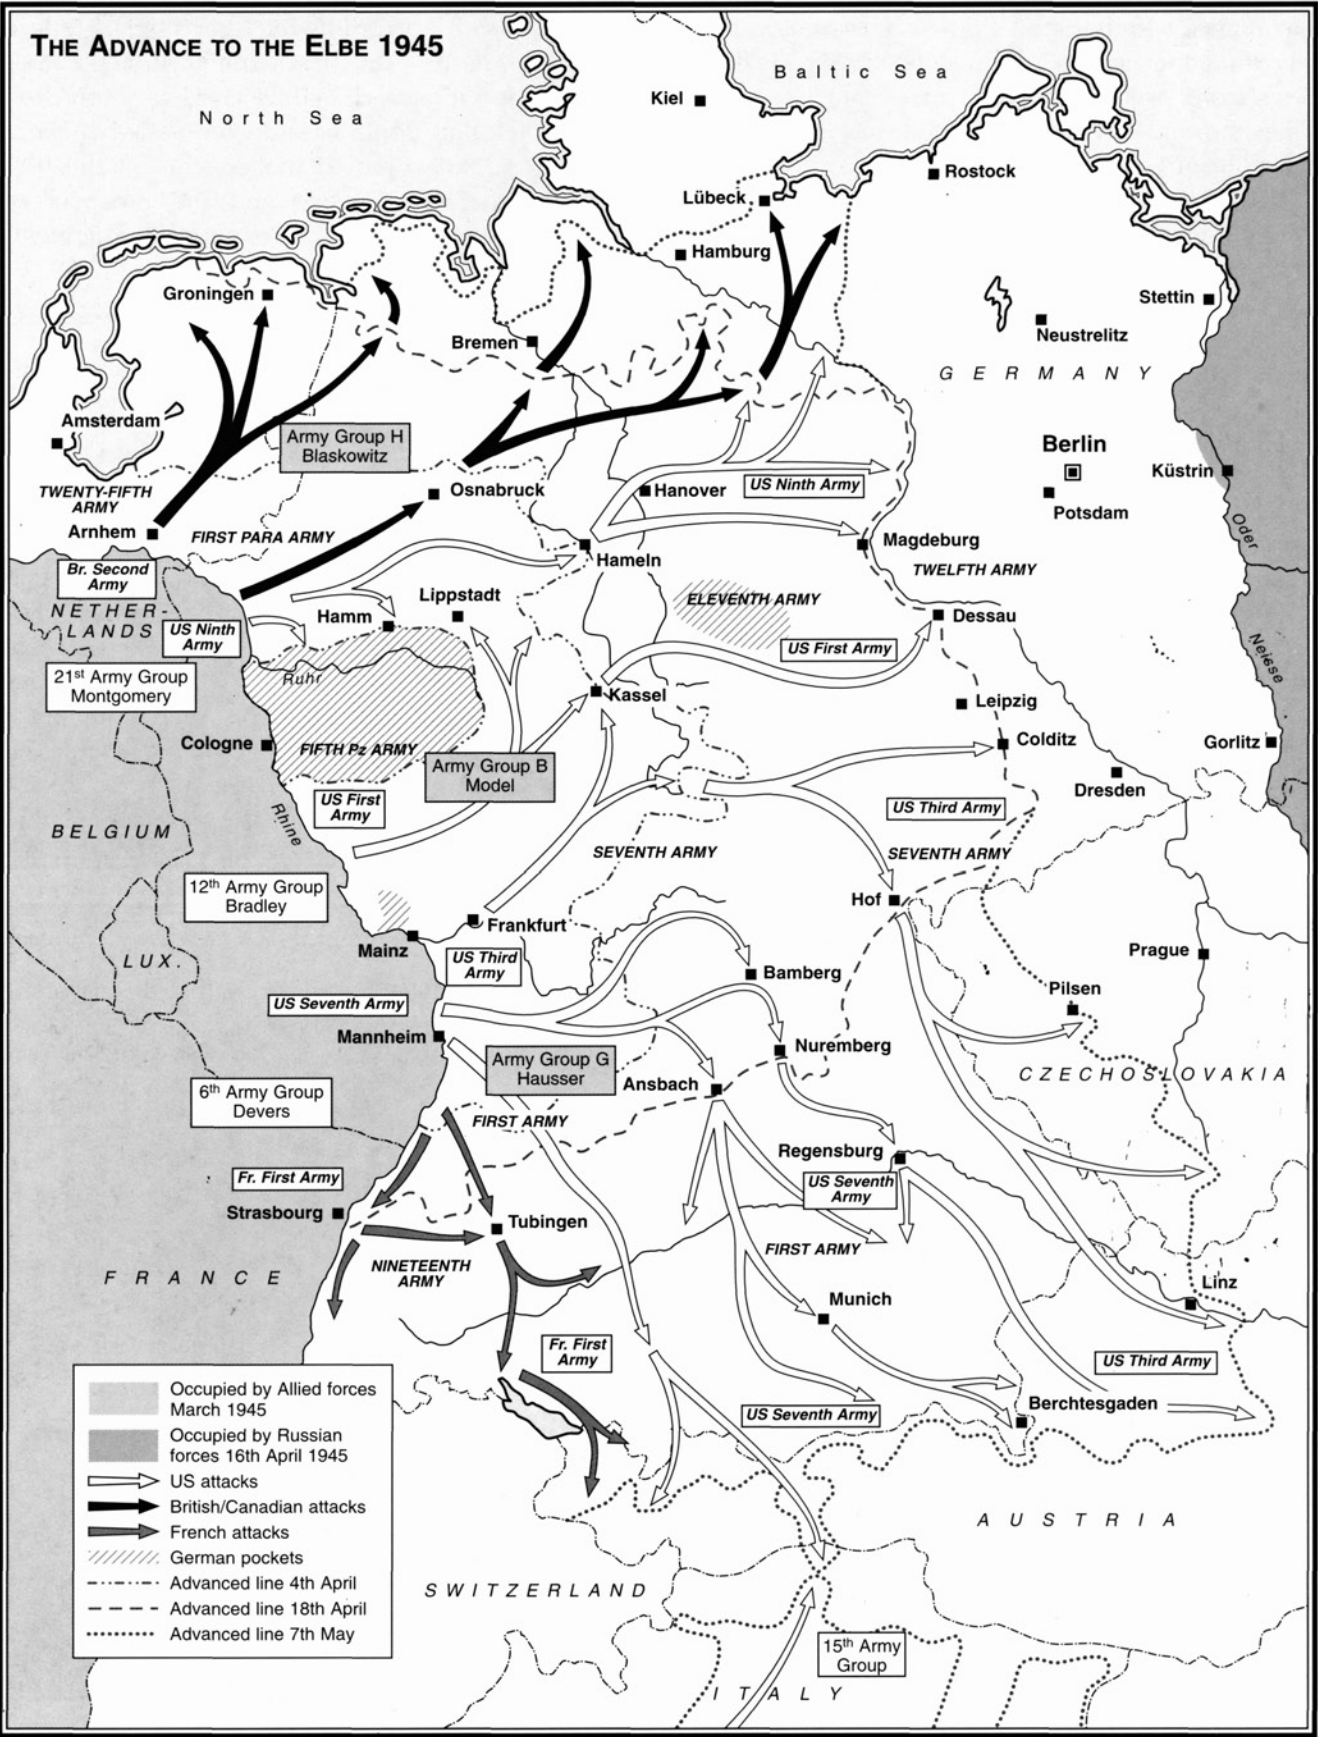 THE ADVANCE TO THE ELBE 1945
North Sea
Baltic Sea
Kiel
Rostock
Lübeck
Hamburg
Groningen
Stettin
Neustrelitz
Bremen
GERMANY
Amsterdam
Army Group H
Blaskowitz
Berlin
Küstrin
TWENTY-FIFTH
ARMY
Osnabruck
Hanover
US Ninth Army
Potsdam
Arnhem
FIRST PARA ARMY
Oder
Magdeburg
Hameln
TWELFTH ARMY
Br. Second
Army
NETHER-
LANDS
Lippstadt
ELEVENTH ARMY
Hamm
Dessau
US Ninth
Army
US First Army
Neisse
21st Army Group
Montgomery
Ruhr
Kassel
Leipzig
Cologne
FIFTH Pz ARMY
Colditz
Gorlitz
Army Group B
Model
Dresden
US First
Army
US Third Army
Rhine
BELGIUM
SEVENTH ARMY
SEVENTH ARMY
12th Army Group
Bradley
Hof
Frankfurt
Mainz
Prague
LUX.
US Third
Army
Bamberg
Pilsen
US Seventh Army
Mannheim
Nuremberg
Army Group G
Hausser
Ansbach
CZECHOSLOVAKIA
6th Army Group
Devers
FIRST ARMY
Regensburg
Fr. First Army
US Seventh
Army
Strasbourg
Tubingen
FIRST ARMY
NINETEENTH
ARMY
FRANCE
Linz
Munich
Fr. First
Army
US Third Army
Berchtesgaden
US Seventh Army
Occupied by Allied forces
March 1945
Occupied by Russian
forces 16th April 1945
US attacks
British/Canadian attacks
French attacks
German pockets
Advanced line 4th April
Advanced line 18th April
Advanced line 7th May
AUSTRIA
SWITZERLAND
15th Army
Group
ITALY